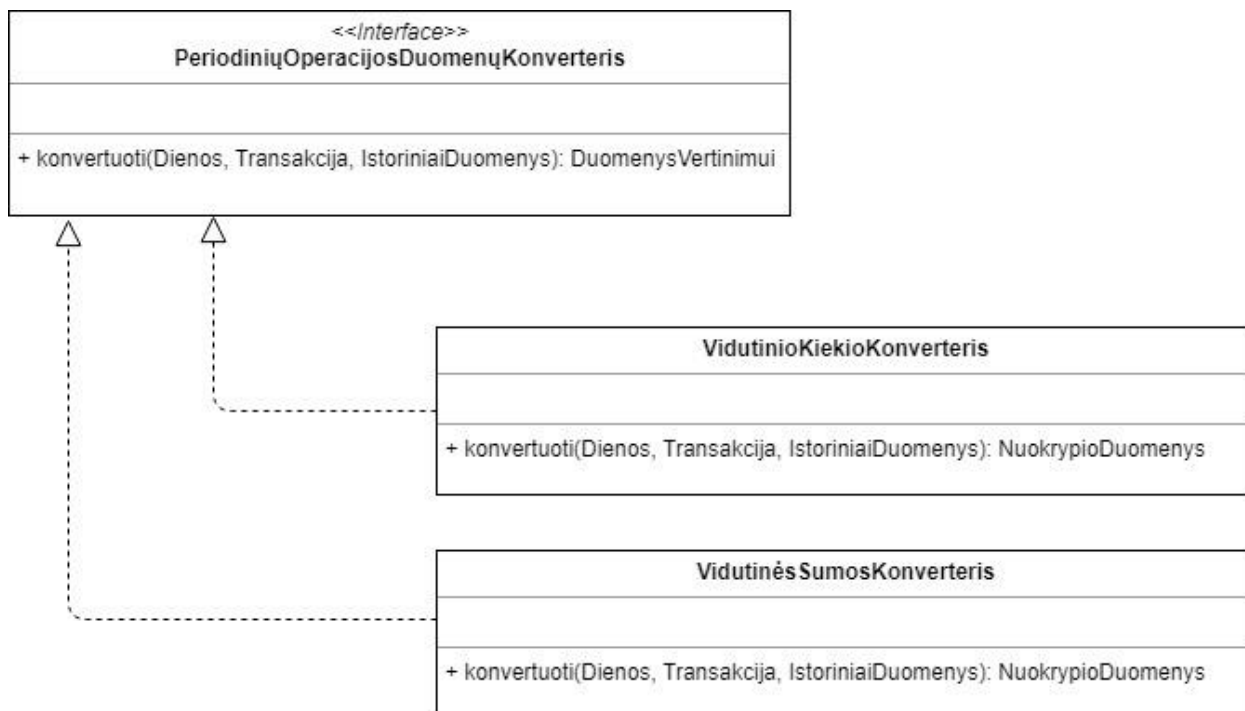 <<Interface>>
PeriodiniųOperacijosDuomenųKonverteris
+ konvertuoti(Dienos, Transakcija, IstoriniaiDuomenys): DuomenysVertinimui
VidutinioKiekioKonverteris
+ konvertuoti(Dienos, Transakcija, IstoriniaiDuomenys): NuokrypioDuomenys
VidutinėsSumosKonverteris
+ konvertuoti(Dienos, Transakcija, IstoriniaiDuomenys): NuokrypioDuomenys